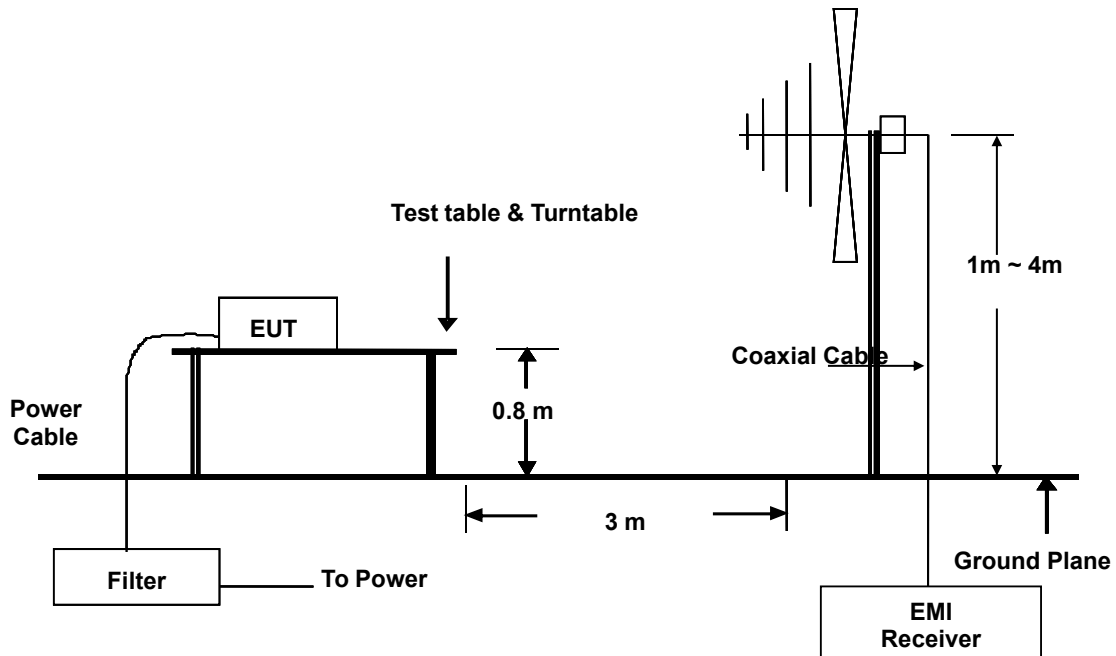 Test table & Turntable
1m ~ 4m
EUT
Coaxial Cable
0.8 m
Power
Cable
3 m
Ground Plane
Filter
To Power
EMI
Receiver